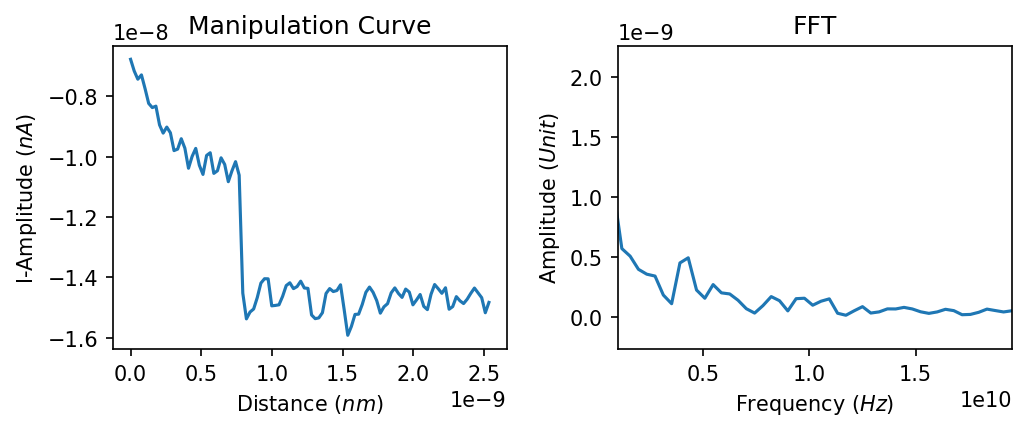 Manipulation Curve
1e−8
I-Amplitude (nA)
−0.8
−1.0
−1.2
−1.4
−1.6
0.0 0.5 1.0 1.5 2.0 2.5
1e−9
Distance (nm)
FFT
1e−9
Amplitude (Unit)
2.0
1.5
1.0
0.5
0.0
0.5 1.0 1.5
1e10
Frequency (Hz)